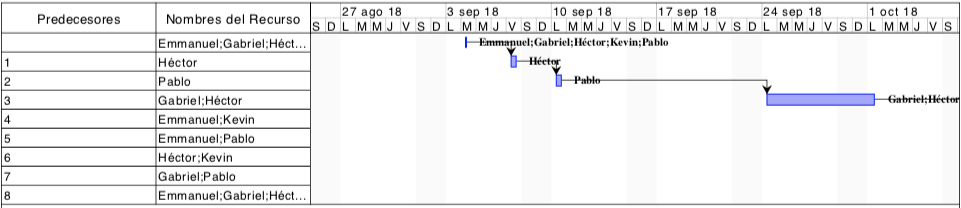 Predecesores Nombres del Recurso 27 ago 18 3 sep 18 10 sep 18 17 sep 18 24 sep 18 1 oct 18
S D L M M J V S D L M M J V S D L M M J V S D L M M J V S D L M M J V S D L M M J V S
Emmanuel;Gabriel;Héct... Emmanuel;Gabriel;Héctor;Kevin;Pablo
1 Héctor Héctor
2 Pablo Pablo
3 Gabriel;Héctor Gabriel;Héctor
4 Emmanuel;Kevin
5 Emmanuel;Pablo
6 Héctor;Kevin
7 Gabriel;Pablo
8 Emmanuel;Gabriel;Héct...